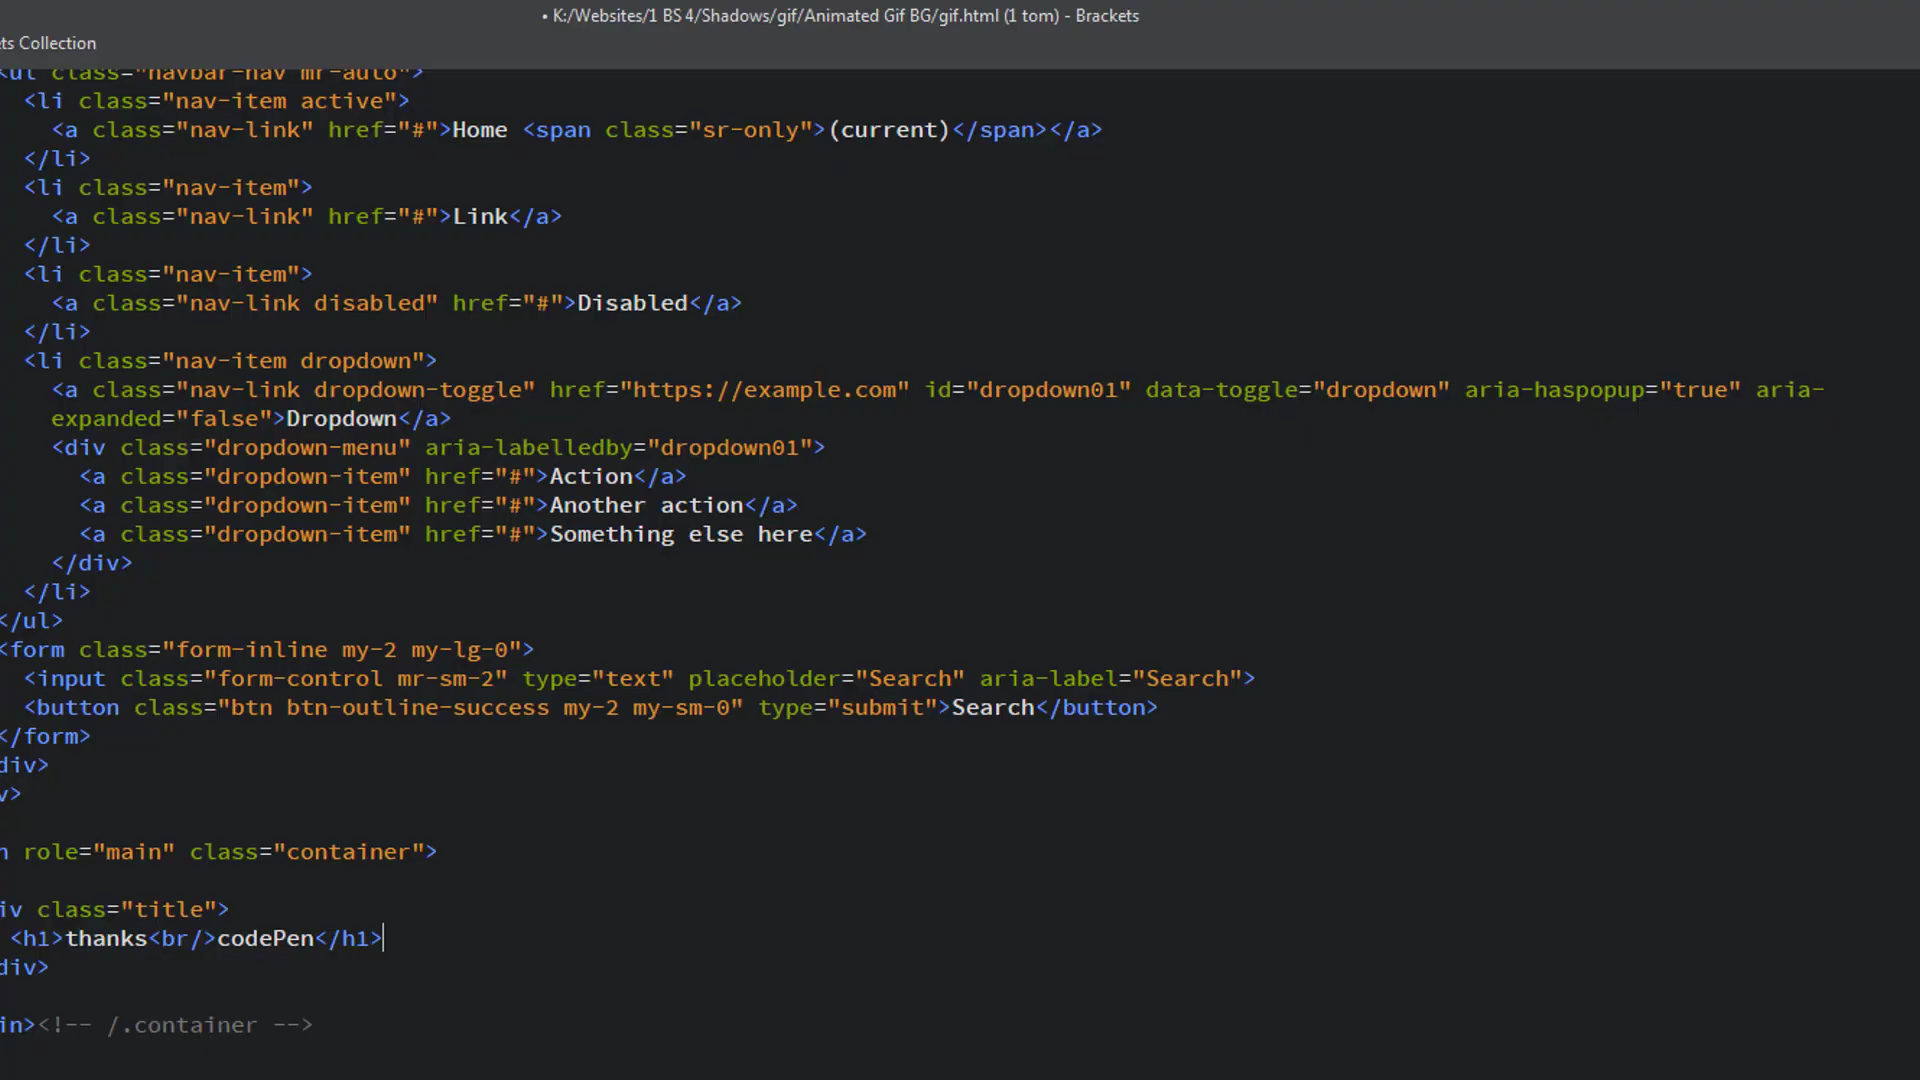 • K:/Websites/1 BS 4/Shadows/gif/Animated Gif BG/gif.html (1 tom) - Brackets
ts Collection
<ul class="navbar-nav mr-auto">
<li class="nav-item active">
<a class="nav-link" href="#">Home <span class="sr-only">(current)</span></a>
</li>
<li class="nav-item">
<a class="nav-link" href="#">Link</a>
</li>
<li class="nav-item">
<a class="nav-link disabled" href="#">Disabled</a>
</li>
<li class="nav-item dropdown">
<a class="nav-link dropdown-toggle" href="https://example.com" id="dropdown01" data-toggle="dropdown" aria-haspopup="true" aria-
expanded="false">Dropdown</a>
<div class="dropdown-menu" aria-labelledby="dropdown01">
<a class="dropdown-item" href="#">Action</a>
<a class="dropdown-item" href="#">Another action</a>
<a class="dropdown-item" href="#">Something else here</a>
</div>
</li>
</ul>
<form class="form-inline my-2 my-lg-0">
<input class="form-control mr-sm-2" type="text" placeholder="Search" aria-label="Search">
<button class="btn btn-outline-success my-2 my-sm-0" type="submit">Search</button>
</form>
div>
v>
n role="main" class="container">
iv class="title">
<h1>thanks<br/>codePen</h1>
div>
in><!-- /.container -->